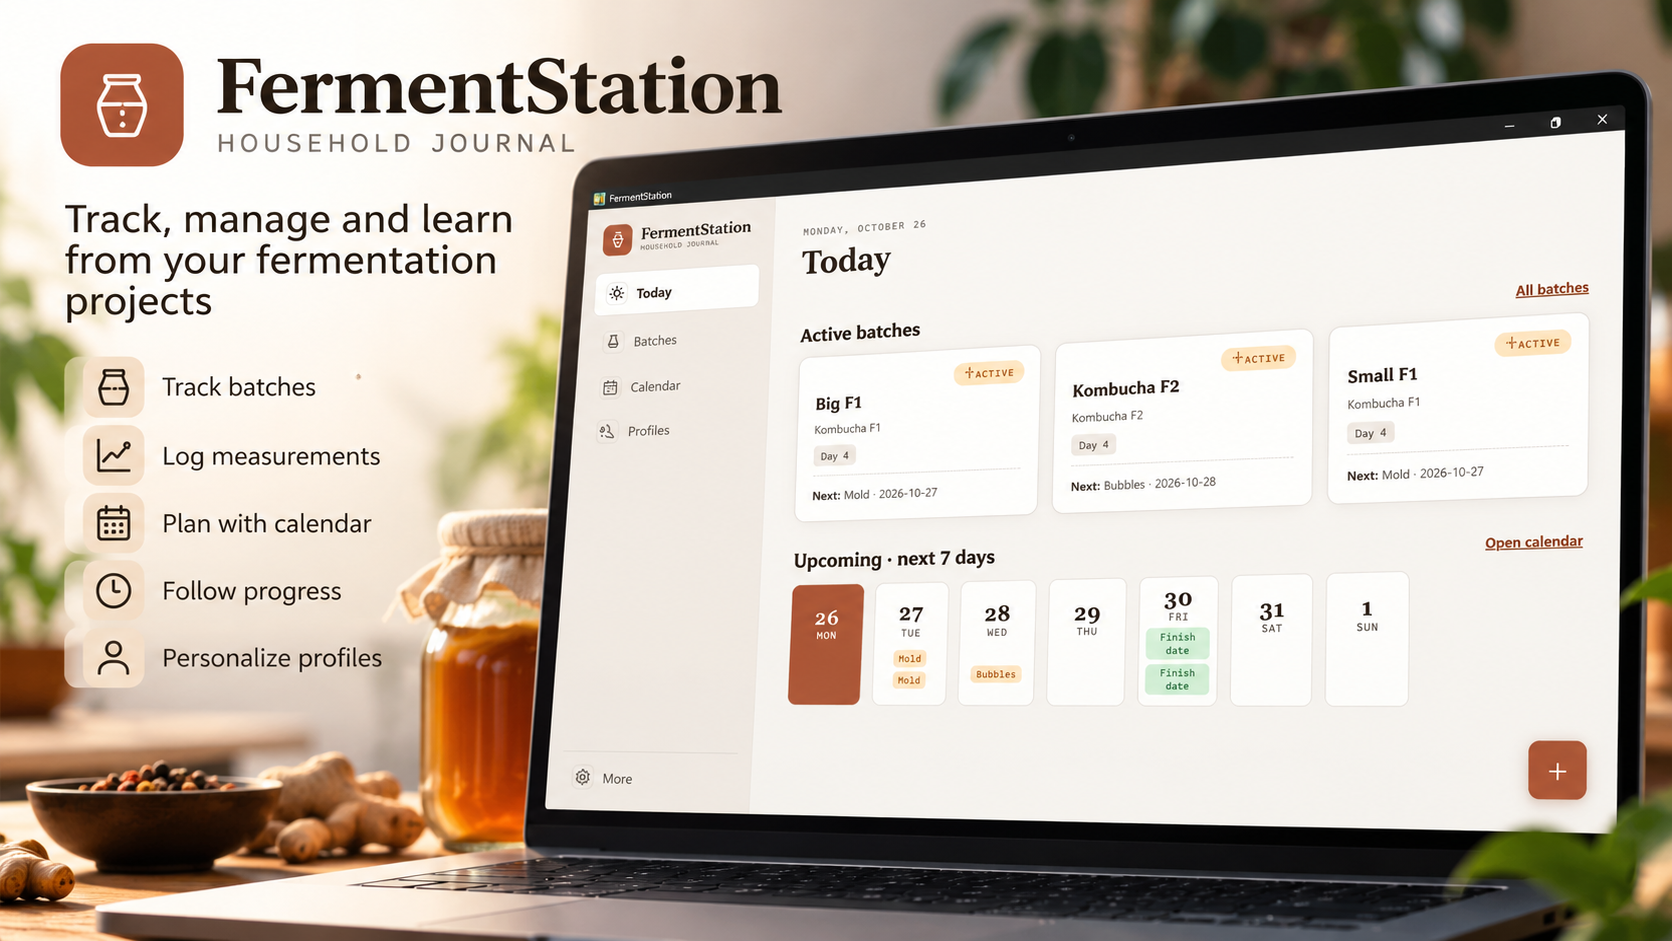 FermentStation
HOUSEHOLD JOURNAL
Track, manage and learn
from your fermentation
projects
Track batches
Log measurements
Plan with calendar
Follow progress
Personalize profiles
FermentStation
FermentStation
HOUSEHOLD JOURNAL
Today
Batches
Calendar
Profiles
More
MONDAY, OCTOBER 26
Today
All batches
Active batches
ACTIVE
Big F1
Kombucha F1
Day 4
Next: Mold · 2026-10-27
ACTIVE
Kombucha F2
Kombucha F2
Day 4
Next: Bubbles · 2026-10-28
ACTIVE
Small F1
Kombucha F1
Day 4
Next: Mold · 2026-10-27
Upcoming · next 7 days
Open calendar
26
MON
27
TUE
Mold
Mold
28
WED
Bubbles
29
THU
30
FRI
Finish
date
Finish
date
31
SAT
1
SUN
+